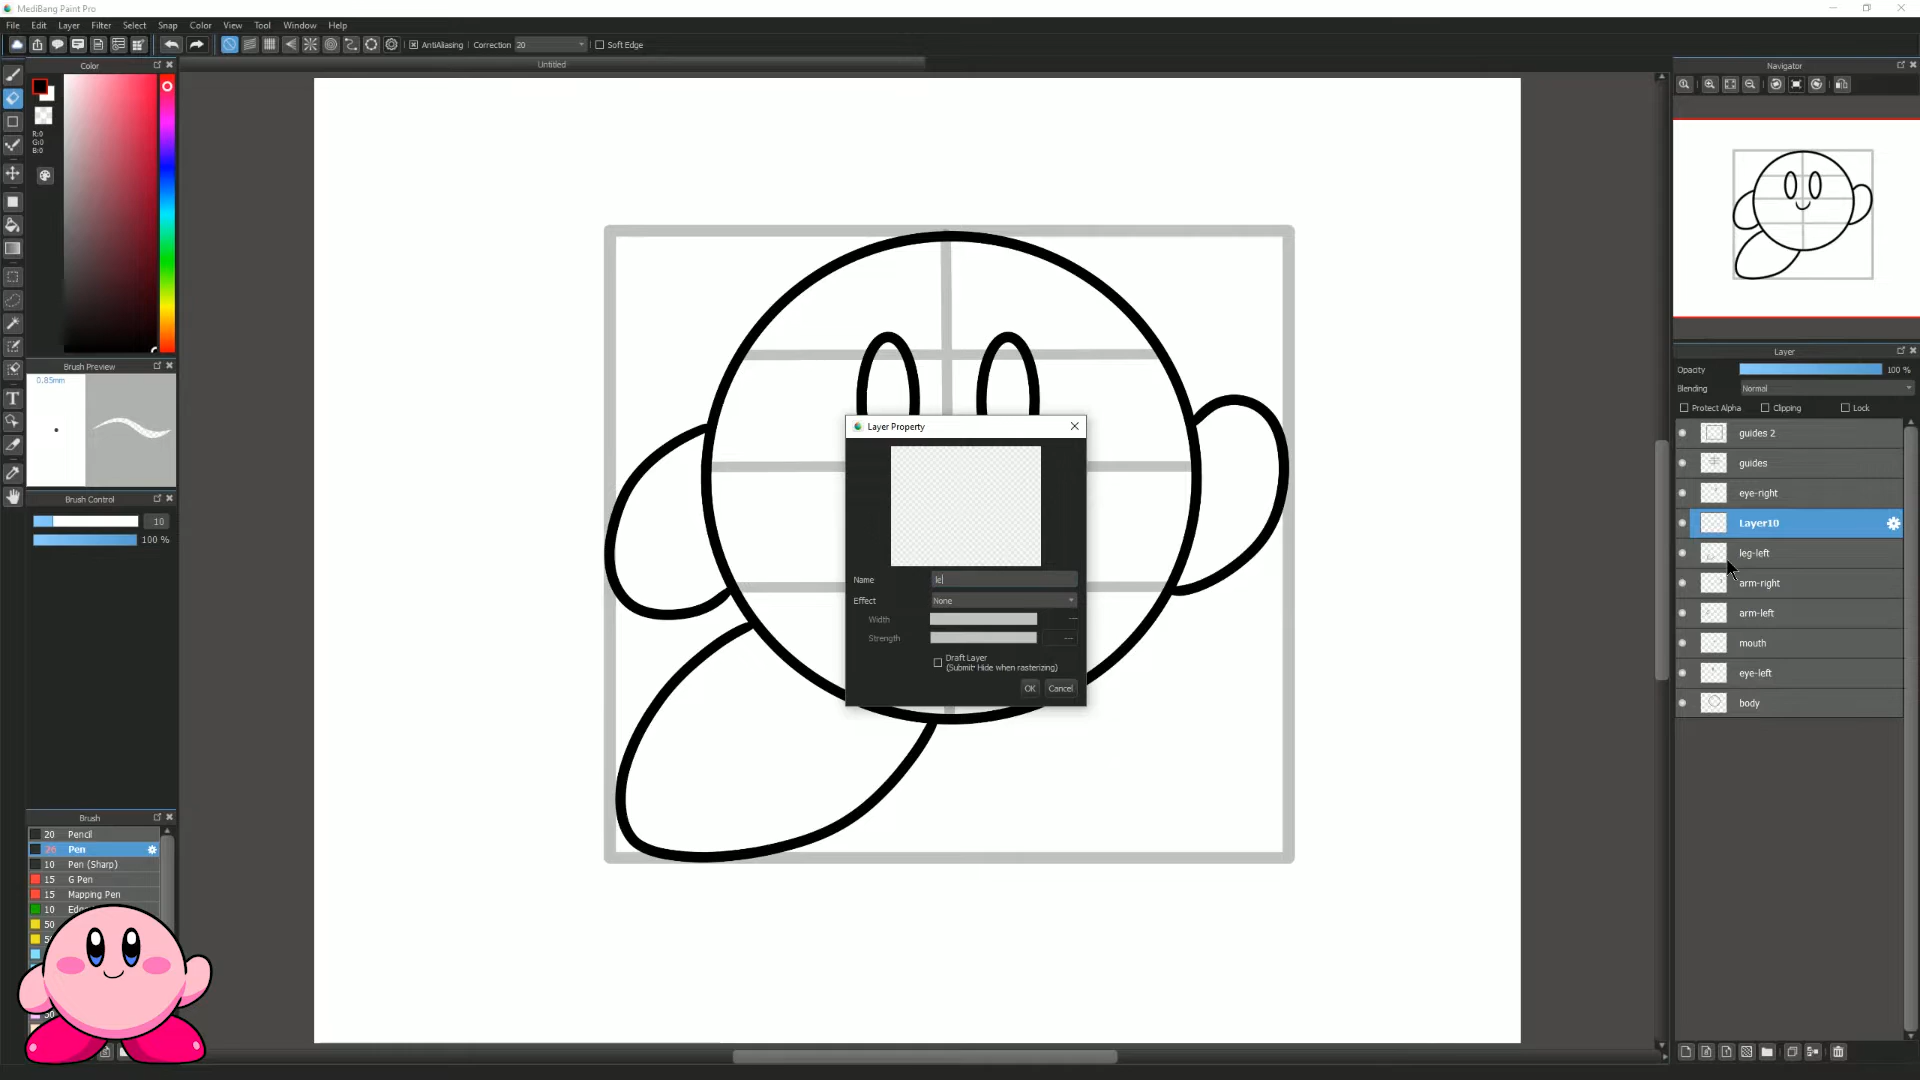 MediBang Paint Pro
File Edit Layer Filter Select Snap Color View Tool Window Help
AntiAliasing Correction 20 Soft Edge
Color
Untitled
Navigator
R:0
G:0
B:0
Brush Preview
0.85mm
Brush Control
10
100 %
Brush
20 Pencil
Pen
10 Pen (Sharp)
15 G Pen
15 Mapping Pen
10
50
Layer Property
Name le
Effect None
Width ---
Strength ---
Draft Layer
(Submit· Hide when rasterizing)
OK Cancel
Layer
Opacity 100 %
Blending Normal
Protect Alpha Clipping Lock
guides 2
guides
eye-right
Layer10
leg-left
arm-right
arm-left
mouth
eye-left
body